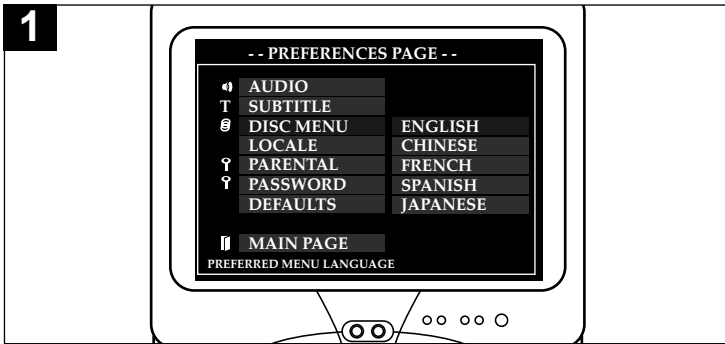 1
- - PREFERENCES PAGE - -
AUDIO
T SUBTITLE
DISC MENU ENGLISH
LOCALE CHINESE
PARENTAL FRENCH
PASSWORD SPANISH
DEFAULTS JAPANESE
MAIN PAGE
PREFERRED MENU LANGUAGE